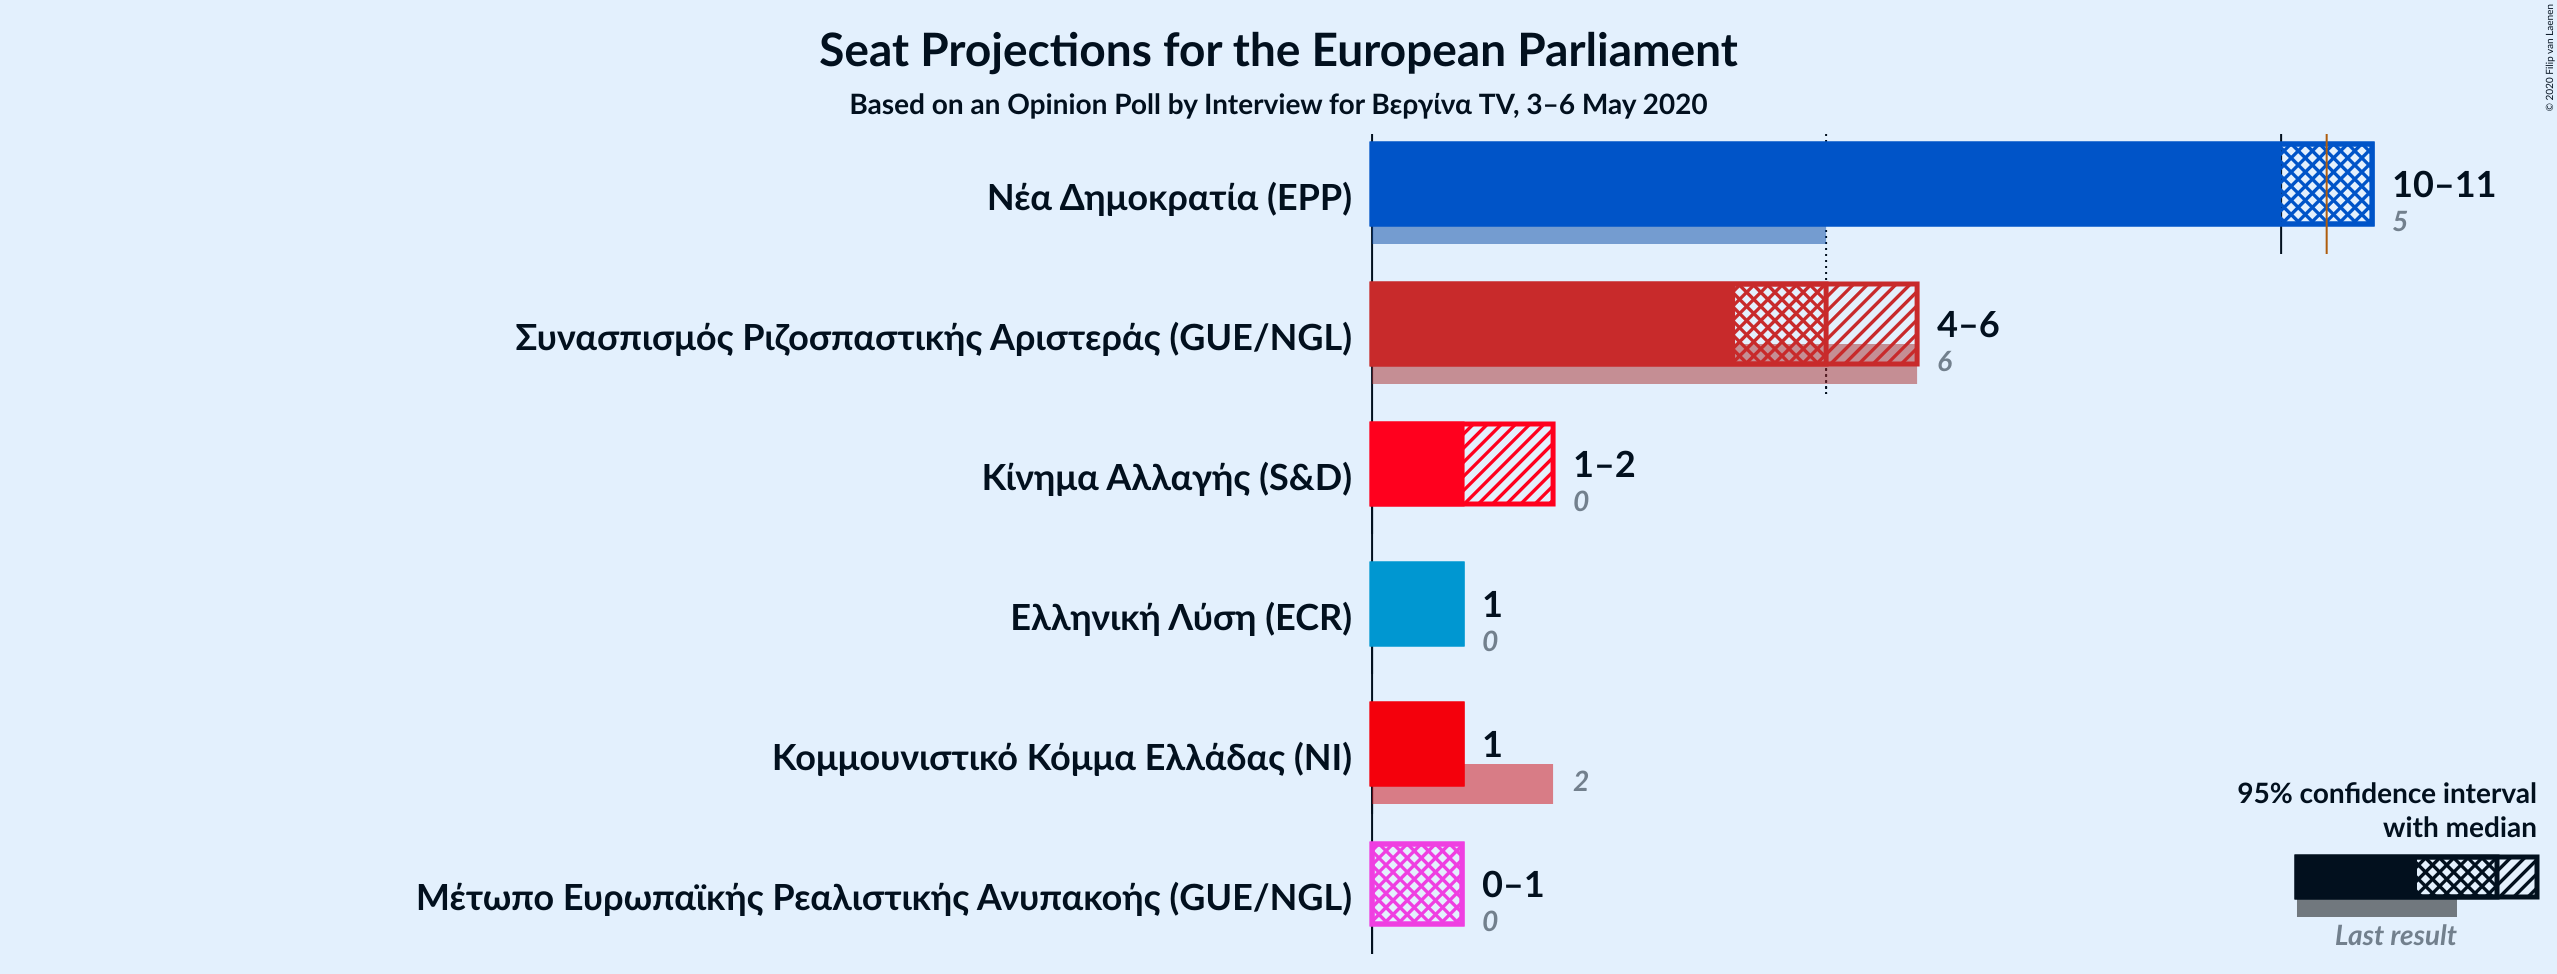 Seat Projections for the European Parliament
Based on an Opinion Poll by Interview for Βεργίνα TV, 3–6 May 2020
© 2020 Filip van Laenen
Νέα Δημοκρατία (EPP)
10–11
5
Συνασπισμός Ριζοσπαστικής Αριστεράς (GUE/NGL)
4–6
6
Κίνημα Αλλαγής (S&D)
1–2
0
Ελληνική Λύση (ECR)
1
0
Κομμουνιστικό Κόμμα Ελλάδας (NI)
1
2
Μέτωπο Ευρωπαϊκής Ρεαλιστικής Ανυπακοής (GUE/NGL)
0–1
0
95% confidence interval
with median
Last result